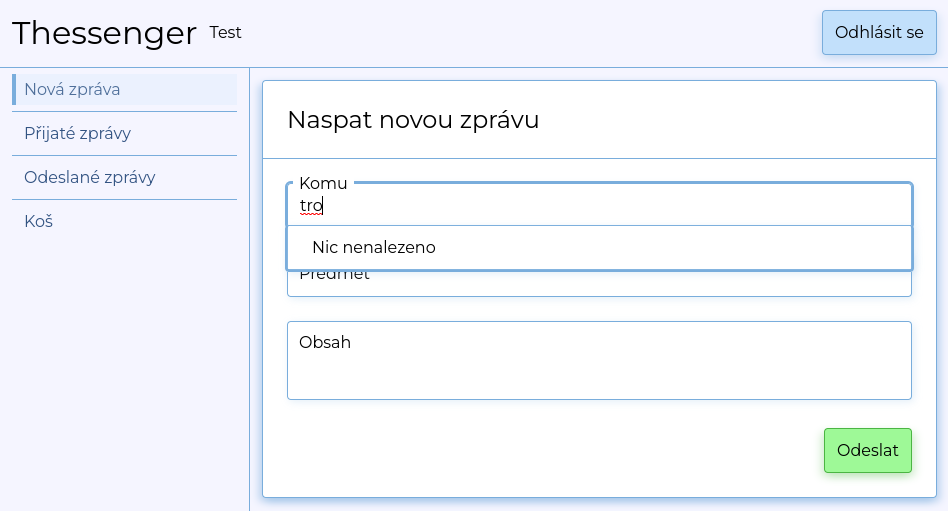 Thessenger Test
Odhlásit se
Nová zpráva
Přijaté zprávy
Odeslané zprávy
Koš
Naspat novou zprávu
Komu
tro
Nic nenalezeno
Předmět
Obsah
Odeslat